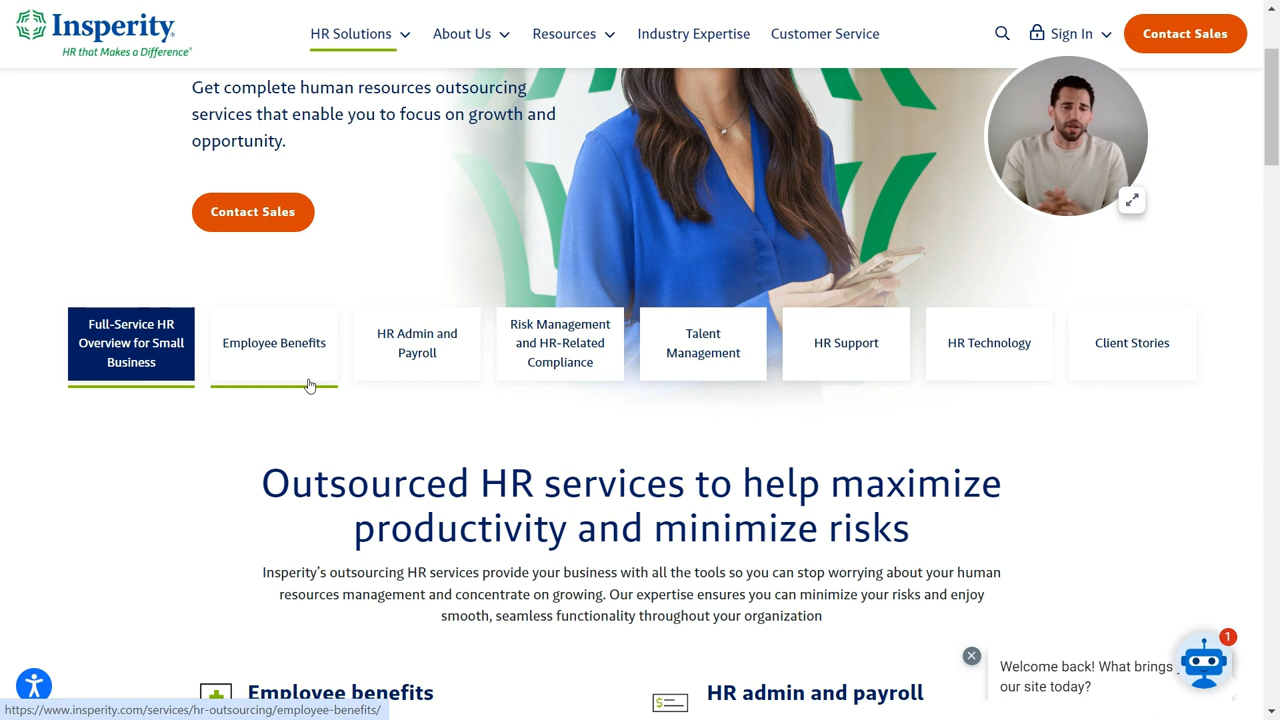 Insperity
HR that Makes a Difference®
HR Solutions
About Us
Resources
Industry Expertise
Customer Service
Sign In
Contact Sales
Get complete human resources outsourcing
services that enable you to focus on growth and
opportunity.
Contact Sales
Full-Service HR
Overview for Small
Business
Employee Benefits
HR Admin and
Payroll
Risk Management
and HR-Related
Compliance
Talent
Management
HR Support
HR Technology
Client Stories
Outsourced HR services to help maximize
productivity and minimize risks
Insperity’s outsourcing HR services provide your business with all the tools so you can stop worrying about your human
resources management and concentrate on growing. Our expertise ensures you can minimize your risks and enjoy
smooth, seamless functionality throughout your organization
Employee benefits
HR admin and payroll
1
Welcome back! What brings
our site today?
https://www.insperity.com/services/hr-outsourcing/employee-benefits/